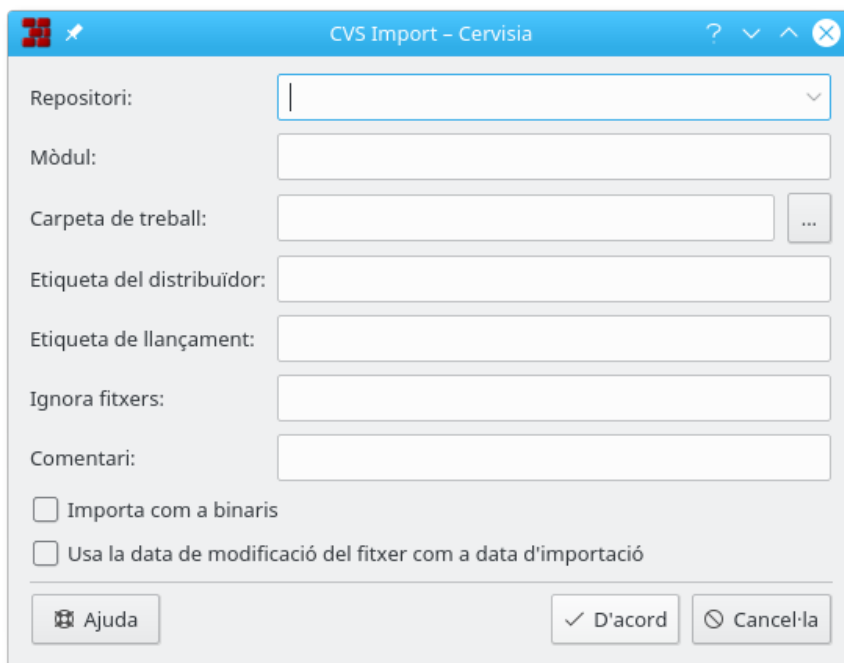 CVS Import – Cervisia
Repositori:
Mòdul:
Carpeta de treball:
...
Etiqueta del distribuïdor:
Etiqueta de llançament:
Ignora fitxers:
Comentari:
Importa com a binaris
Usa la data de modificació del fitxer com a data d'importació
Ajuda
D'acord
Cancel·la